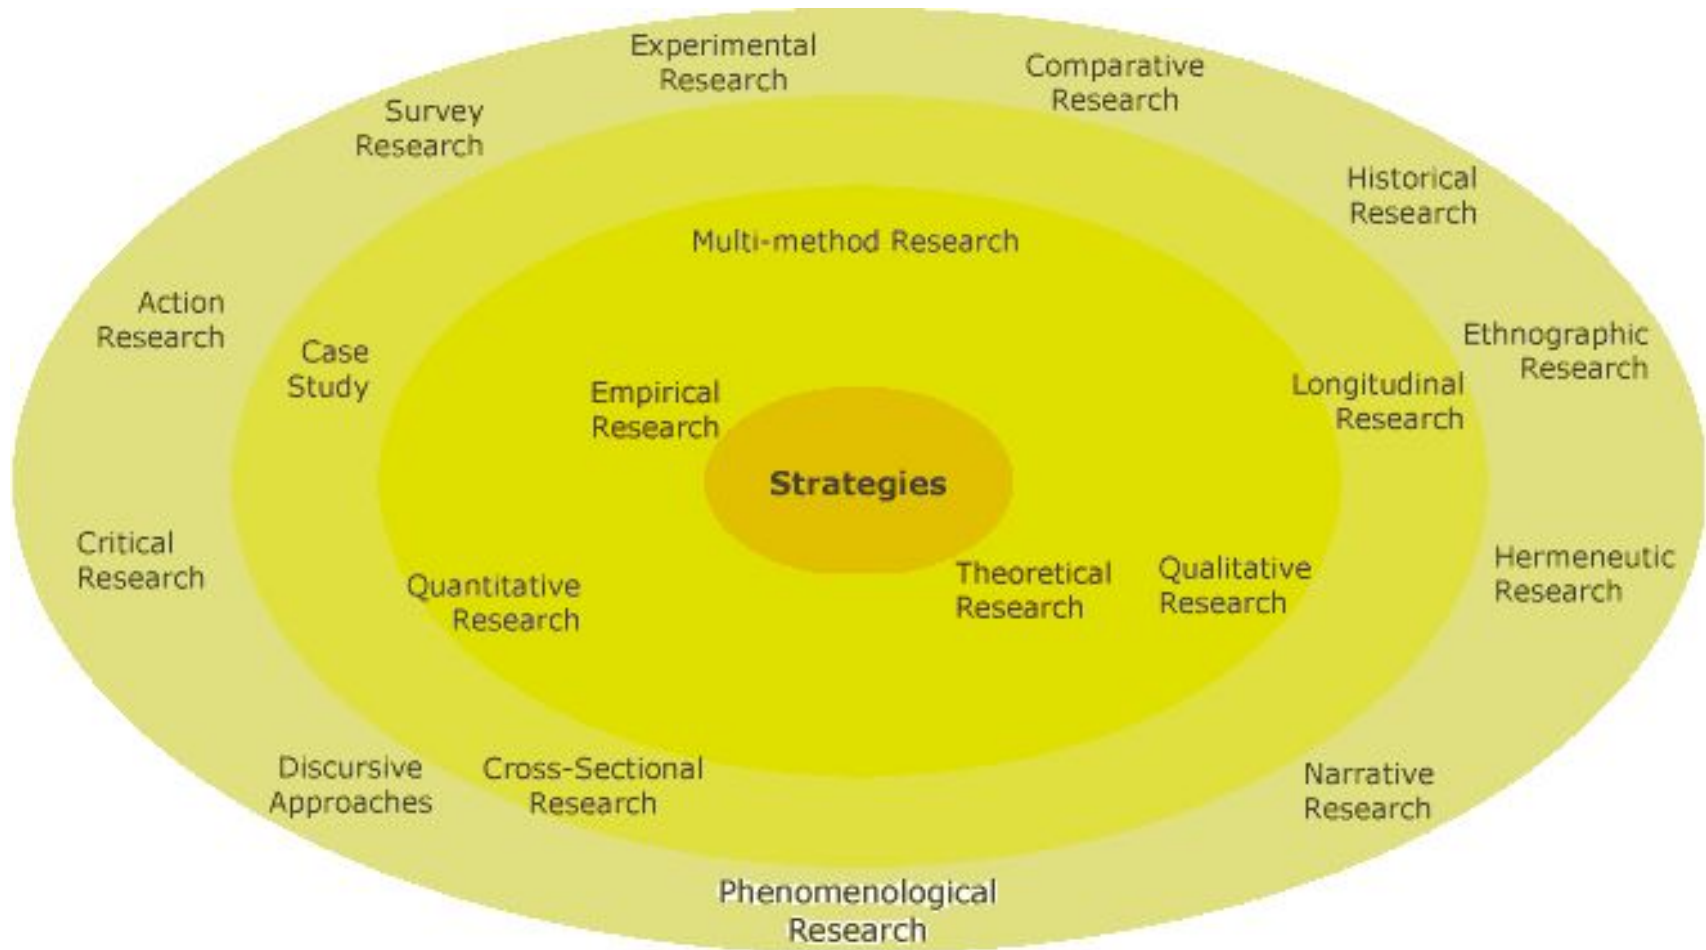 Experimental
Research
Comparative
Research
Survey
Research
Historical
Research
Multi-method Research
Action
Research
Ethnographic
Research
Case
Study
Longitudinal
Research
Empirical
Research
Strategies
Critical
Research
Hermeneutic
Research
Theoretical
Research
Qualitative
Research
Quantitative
Research
Discursive
Approaches
Cross-Sectional
Research
Narrative
Research
Phenomenological
Research